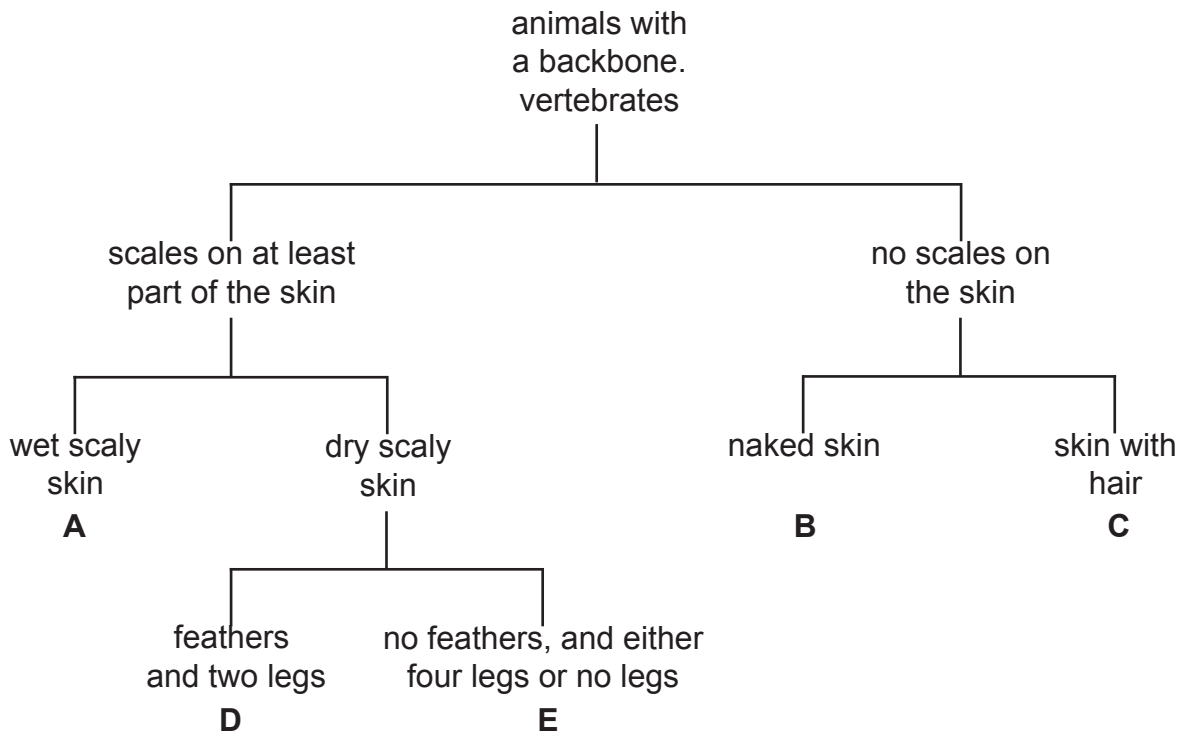 animals with
a backbone.
vertebrates
scales on at least
part of the skin
no scales on
the skin
wet scaly
skin
A
dry scaly
skin
naked skin
B
skin with
hair
C
feathers
and two legs
D
no feathers, and either
four legs or no legs
E